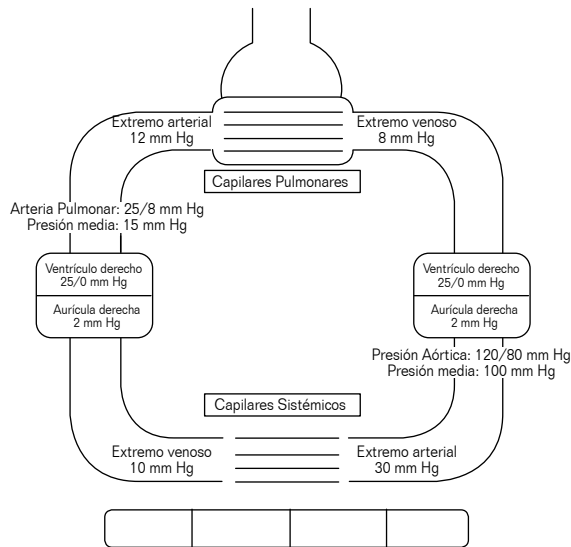 Extremo arterial
12 mm Hg
Extremo venoso
8 mm Hg
Capilares Pulmonares
Arteria Pulmonar: 25/8 mm Hg
Presión media: 15 mm Hg
Ventrículo derecho
25/0 mm Hg
Aurícula derecha
2 mm Hg
Ventrículo derecho
25/0 mm Hg
Aurícula derecha
2 mm Hg
Presión Aórtica: 120/80 mm Hg
Presión media: 100 mm Hg
Capilares Sistémicos
Extremo venoso
10 mm Hg
Extremo arterial
30 mm Hg